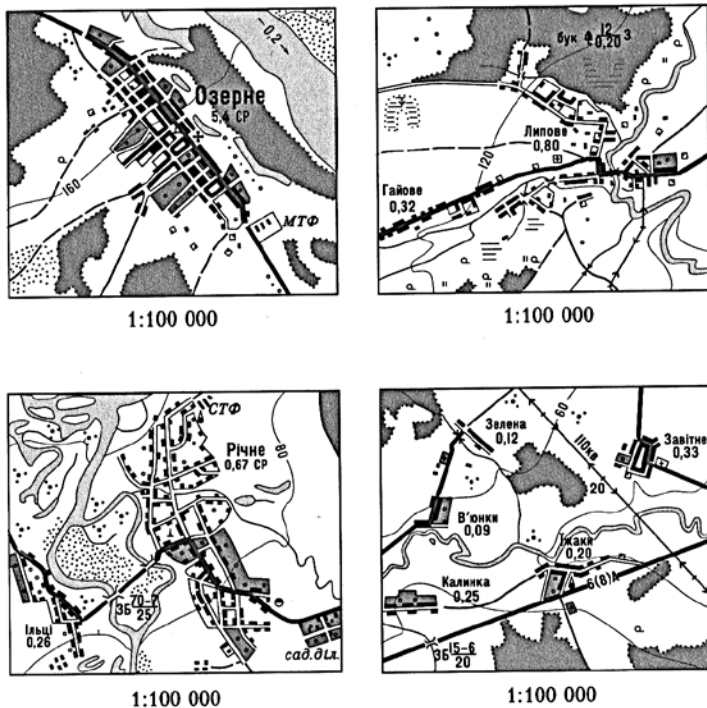 0,2
Озерне
5,4 СР
160
МТФ
1:100 000
бук 12 3
0,20
Липове
0,80
120
Гайове
0,32
1:100 000
СТФ
Річне
0,67 СР
80
Ільці
0,26
ЗБ 70-
25
сад. діл.
1:100 000
Зелена
0,12
60
110кв
Завітне
0,33
20
В'юнки
0,09
Їжаки
0,20
Калинка
0,25
6(8)А
ЗБ 15-6
20
1:100 000